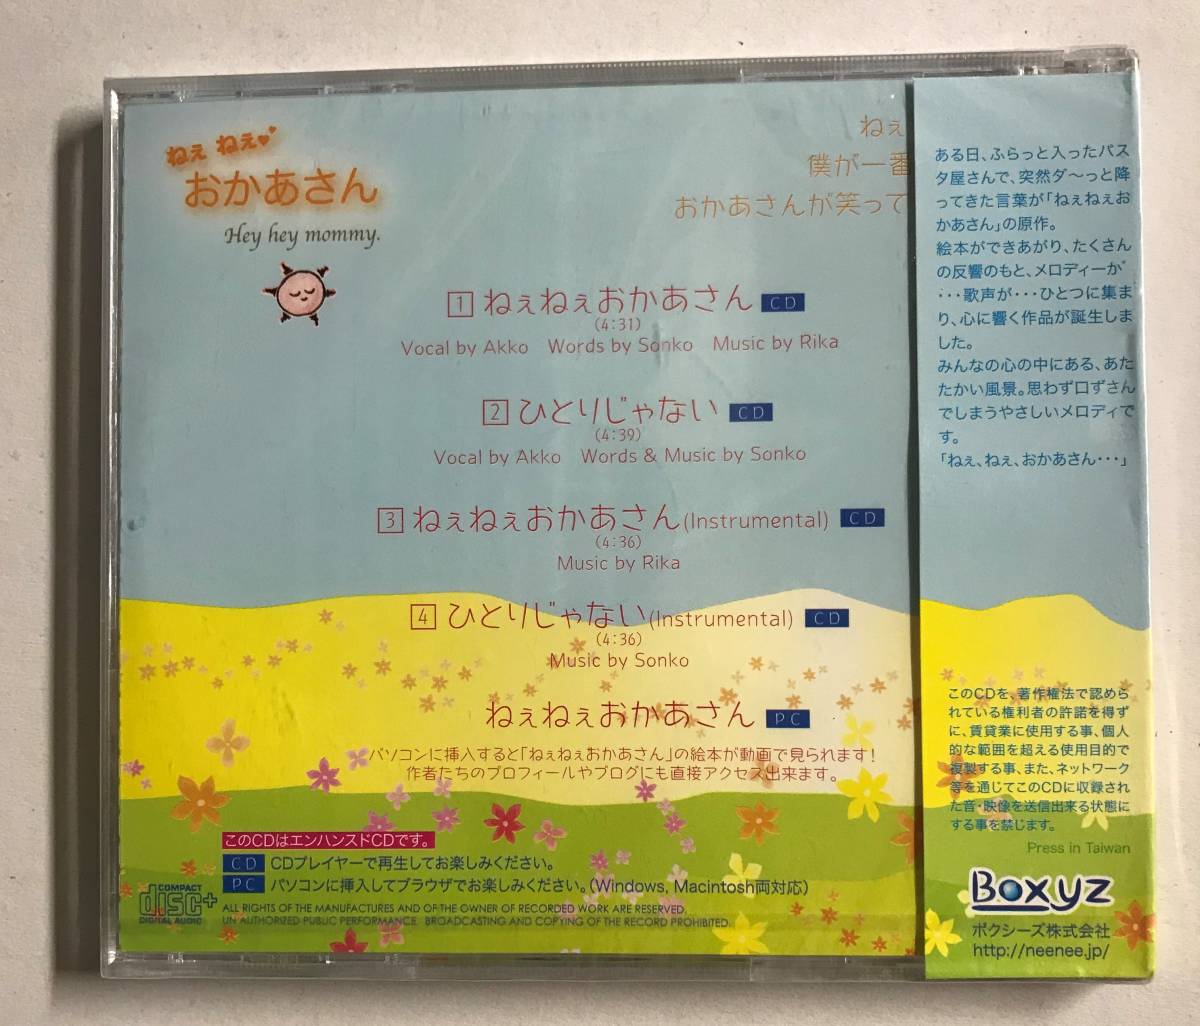 ねぇ ねぇ
おかあさん
Hey hey mommy.
ねぇ
僕が一番
おかあさんが笑って
1 ねぇねぇおかあさん CD
(4:31)
Vocal by Akko Words by Sonko Music by Rika
2 ひとりじゃない CD
(4:39)
Vocal by Akko Words & Music by Sonko
3 ねぇねぇおかあさん(Instrumental) CD
(4:36)
Music by Rika
4 ひとりじゃない(Instrumental) CD
(4:36)
Music by Sonko
ねぇねぇおかあさん PC
パソコンに挿入すると「ねぇねぇおかあさん」の絵本が動画で見られます!
作者たちのプロフィールやブログにも直接アクセス出来ます。
このCDはエンハンスドCDです。
CD CDプレイヤーで再生してお楽しみください。
PC パソコンに挿入してブラウザでお楽しみください。(Windows, Macintosh両対応)
COMPACT
disc+
DIGITAL AUDIO
ALL RIGHTS OF THE MANUFACTURES AND OF THE OWNER OF RECORDED WORK ARE RESERVED.
UN AUTHORIZED PUBLIC PERFORMANCE BROADCASTING AND COPYING OF THE RECORD PROHIBITED.
ある日、ふらっと入ったパス
タ屋さんで、突然ダ〜っと降
ってきた言葉が「ねぇねぇお
かあさん」の原作。
絵本ができあがり、たくさん
の反響のもと、メロディーが
・・・歌声が・・・ひとつに集ま
り、心に響く作品が誕生しま
した。
みんなの心の中にある、あた
たかい風景。思わず口ずさん
でしまうやさしいメロディで
す。
「ねぇ、ねぇ、おかあさん・・・」
このCDを、著作権法で認めら
れている権利者の許諾を得ず
に、賃貸業に使用する事、個人
的な範囲を超える使用目的で
複製する事、また、ネットワーク
等を通じてこのCDに収録され
た音・映像を送信出来る状態に
する事を禁じます。
Press in Taiwan
Boxyz
ボクシーズ株式会社
http://neenee.jp/